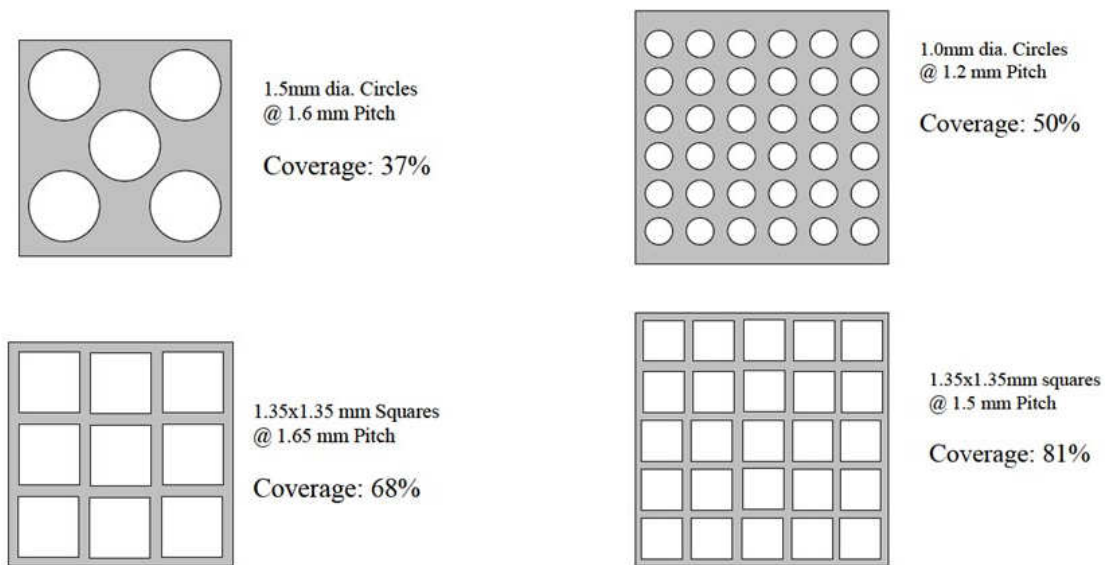 1.5mm dia. Circles
@ 1.6 mm Pitch
Coverage: 37%
1.0mm dia. Circles
@ 1.2 mm Pitch
Coverage: 50%
1.35x1.35 mm Squares
@ 1.65 mm Pitch
Coverage: 68%
1.35x1.35mm squares
@ 1.5 mm Pitch
Coverage: 81%